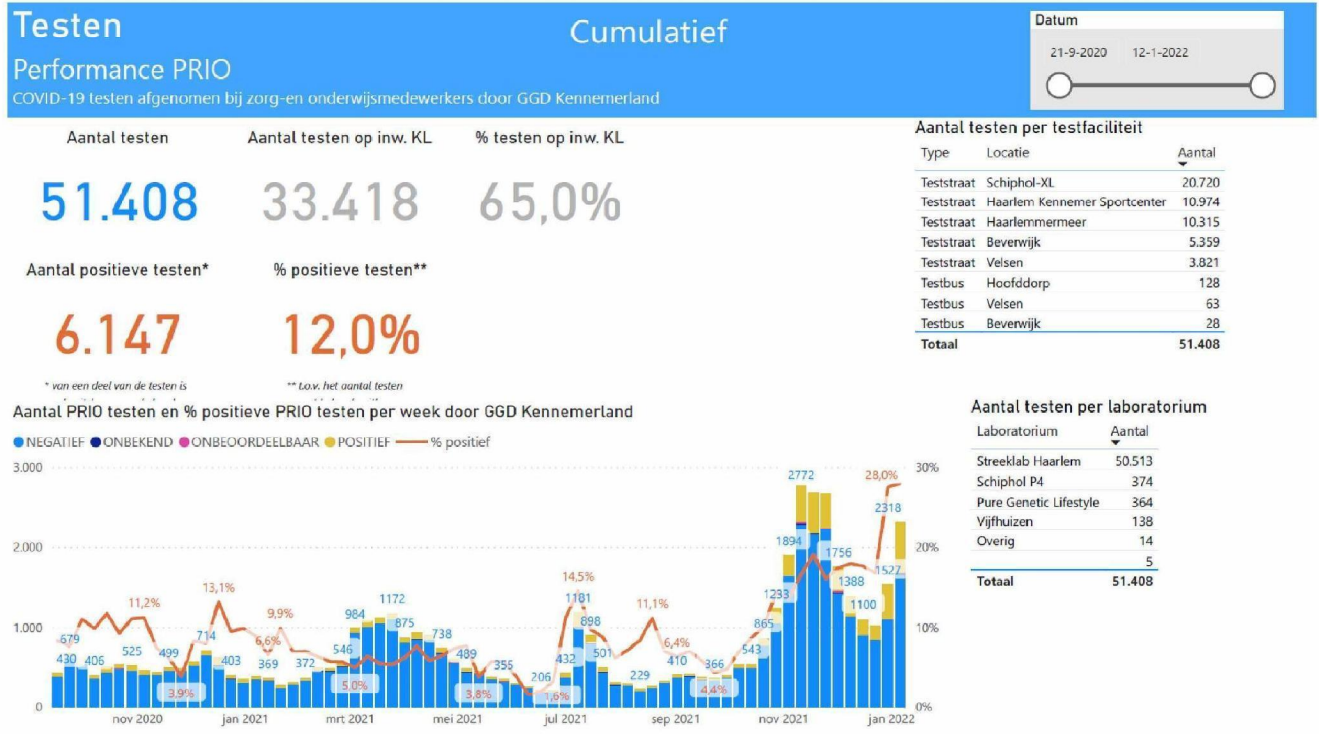 Testen
Cumulatief
Performance PRIO
COVID-19 testen afgenomen bij zorg-en onderwijsmedewerkers door GGD Kennemerland
Datum
21-9-2020 12-1-2022
Aantal testen
51.408
Aantal testen op inw. KL
33.418
% testen op inw. KL
65,0%
Aantal positieve testen*
6.147
* van een deel van de testen is
% positieve testen**
12,0%
** t.o.v. het aantal testen
Aantal testen per testfaciliteit
Type Locatie Aantal
Teststraat Schiphol-XL 20.720
Teststraat Haarlem Kennemer Sportcenter 10.974
Teststraat Haarlemmermeer 10.315
Teststraat Beverwijk 5.359
Teststraat Velsen 3.821
Testbus Hoofddorp 128
Testbus Velsen 63
Testbus Beverwijk 28
Totaal 51.408
Aantal PRIO testen en % positieve PRIO testen per week door GGD Kennemerland
NEGATIEF ONBEKEND ONBEOORDEELBAAR POSITIEF % positief
3.000
2.000
1.000
0
30%
20%
10%
0%
430 679 406 525 499 714 403 369 372 546 984 1172 875 738 489 355 206 432 1181 898 501 229 410 366 543 865 1233 1894 2772 1756 1388 1100 1527 2318
11,2% 3,9% 13,1% 6,6% 9,9% 5,0% 3,8% 1,6% 14,5% 11,1% 6,4% 4,4% 28,0%
nov 2020 jan 2021 mrt 2021 mei 2021 jul 2021 sep 2021 nov 2021 jan 2022
Aantal testen per laboratorium
Laboratorium Aantal
Streeklab Haarlem 50.513
Schiphol P4 374
Pure Genetic Lifestyle 364
Vijfhuizen 138
Overig 14
5
Totaal 51.408